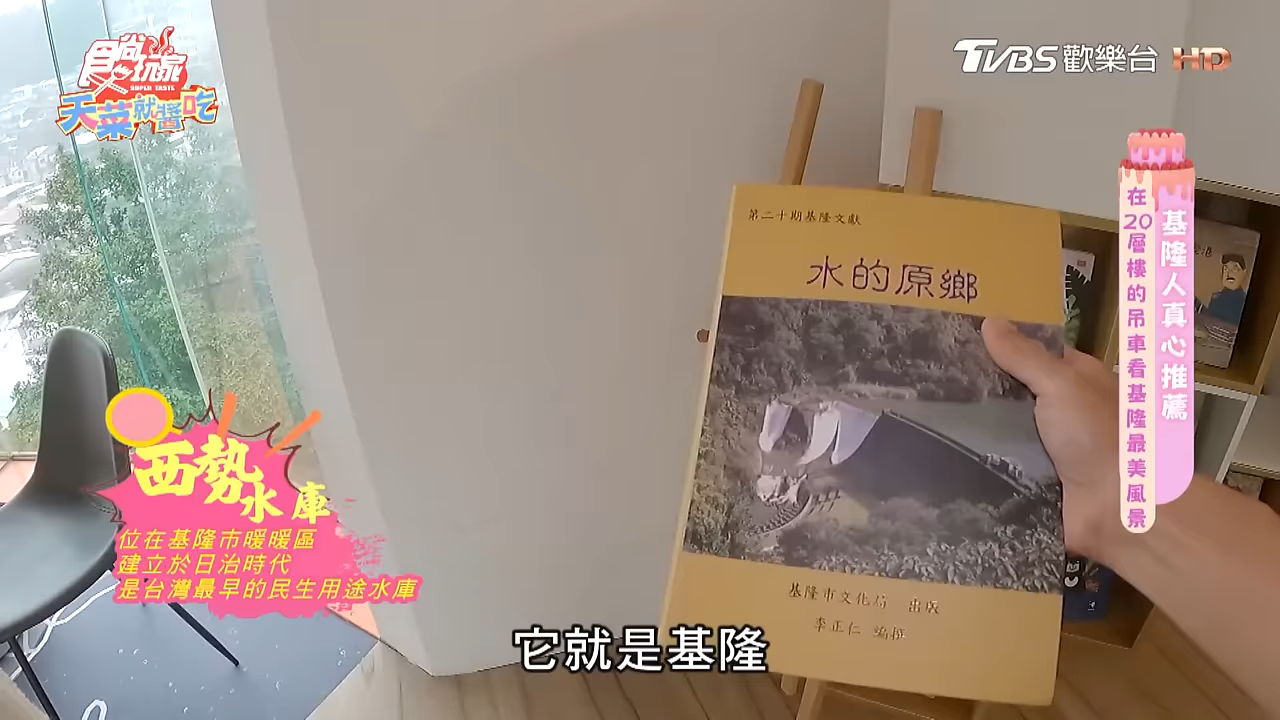 食尚玩家
SUPER TASTE
天菜就醬吃
TVBS歡樂台 HD
基隆人真心推薦
在20層樓的吊車看基隆最美風景
第二十期基隆文獻
水的原鄉
基隆市文化局 出版
李正仁 編撰
西勢水庫
位在基隆市暖暖區
建立於日治時代
是台灣最早的民生用途水庫
它就是基隆